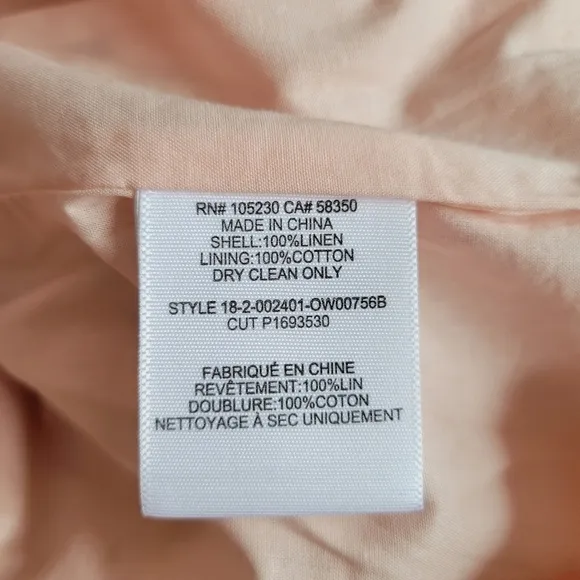 RN# 105230 CA# 58350
MADE IN CHINA
SHELL:100%LINEN
LINING:100%COTTON
DRY CLEAN ONLY
STYLE 18-2-002401-OW00756B
CUT P1693530
FABRIQUÉ EN CHINE
REVÊTEMENT:100%LIN
DOUBLURE:100%COTON
NETTOYAGE À SEC UNIQUEMENT